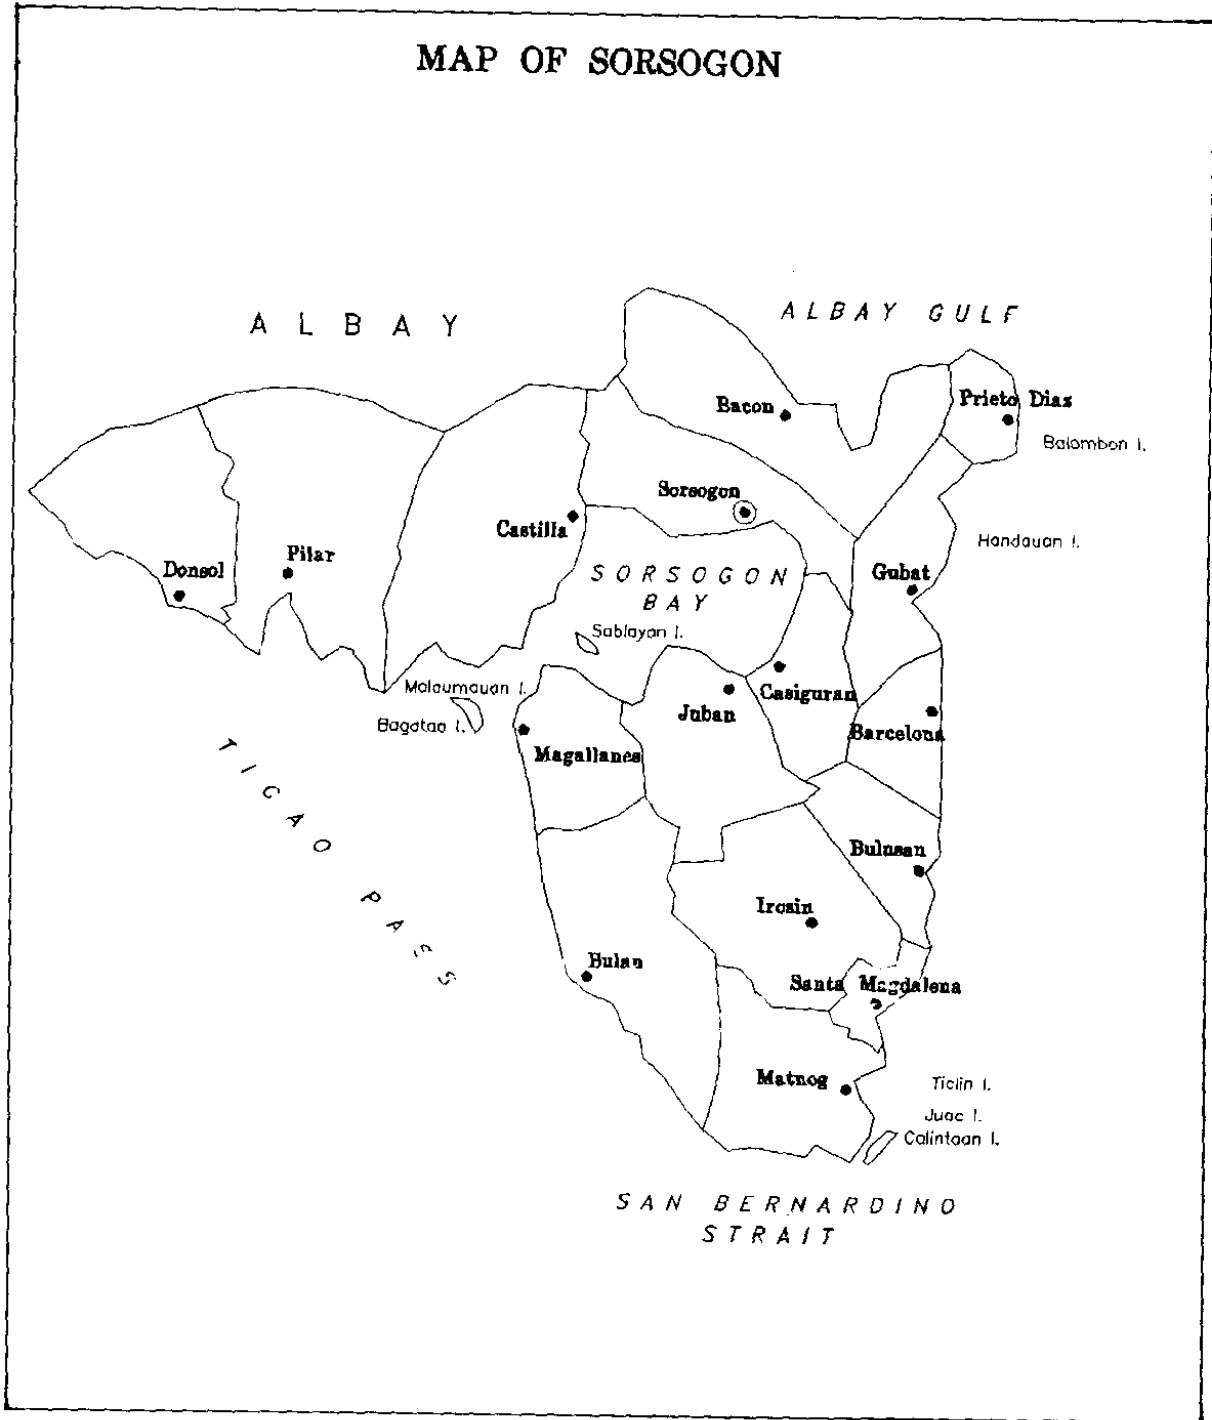 MAP OF SORSOGON
ALBAY
ALBAY GULF
Bacon
Prieto Diaz
Balombon I.
Sorsogon
Castilla
Handauan I.
Pilar
Donsol
SORSOGON
BAY
Gubat
Sablayan I.
Malaumauan I.
Bagatao I.
Juban
Casiguran
Barcelona
Magallanes
TICAO PASS
Bulusan
Irosin
Bulan
Santa Magdalena
Matnog
Ticlin I.
Juac I.
Calintaan I.
SAN BERNARDINO
STRAIT